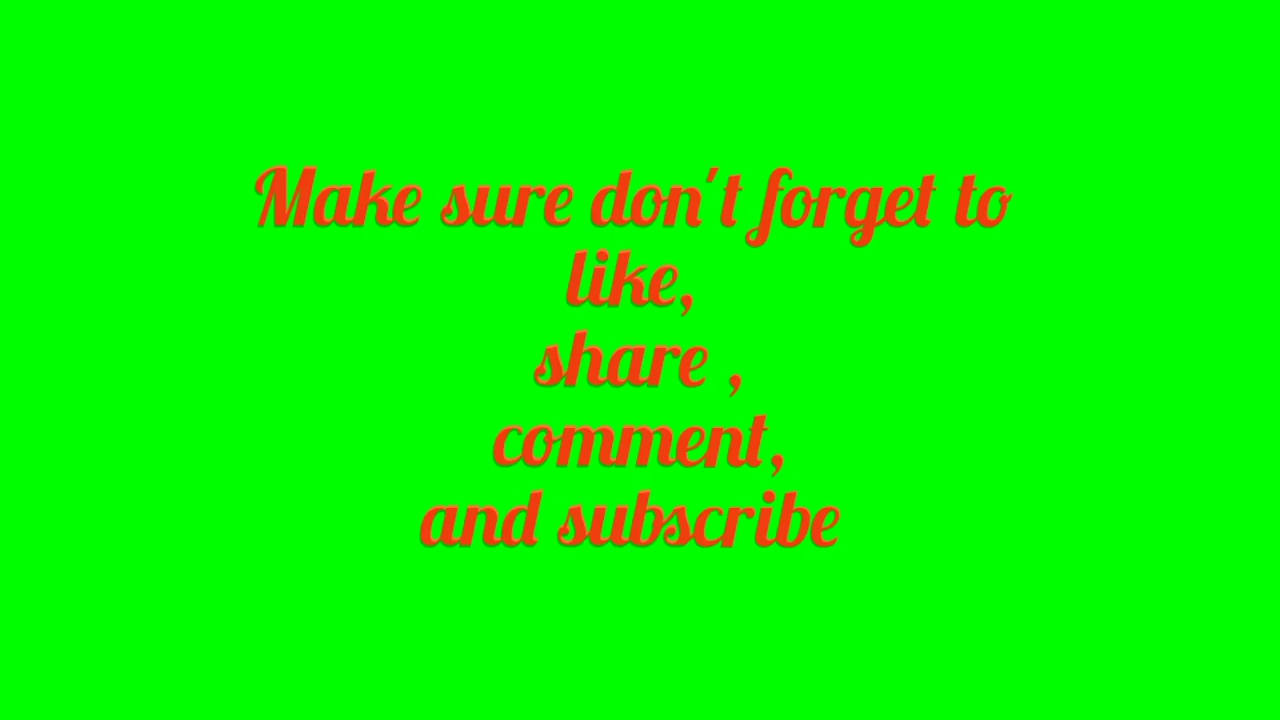 Make sure don't forget to
like,
share ,
comment,
and subscribe